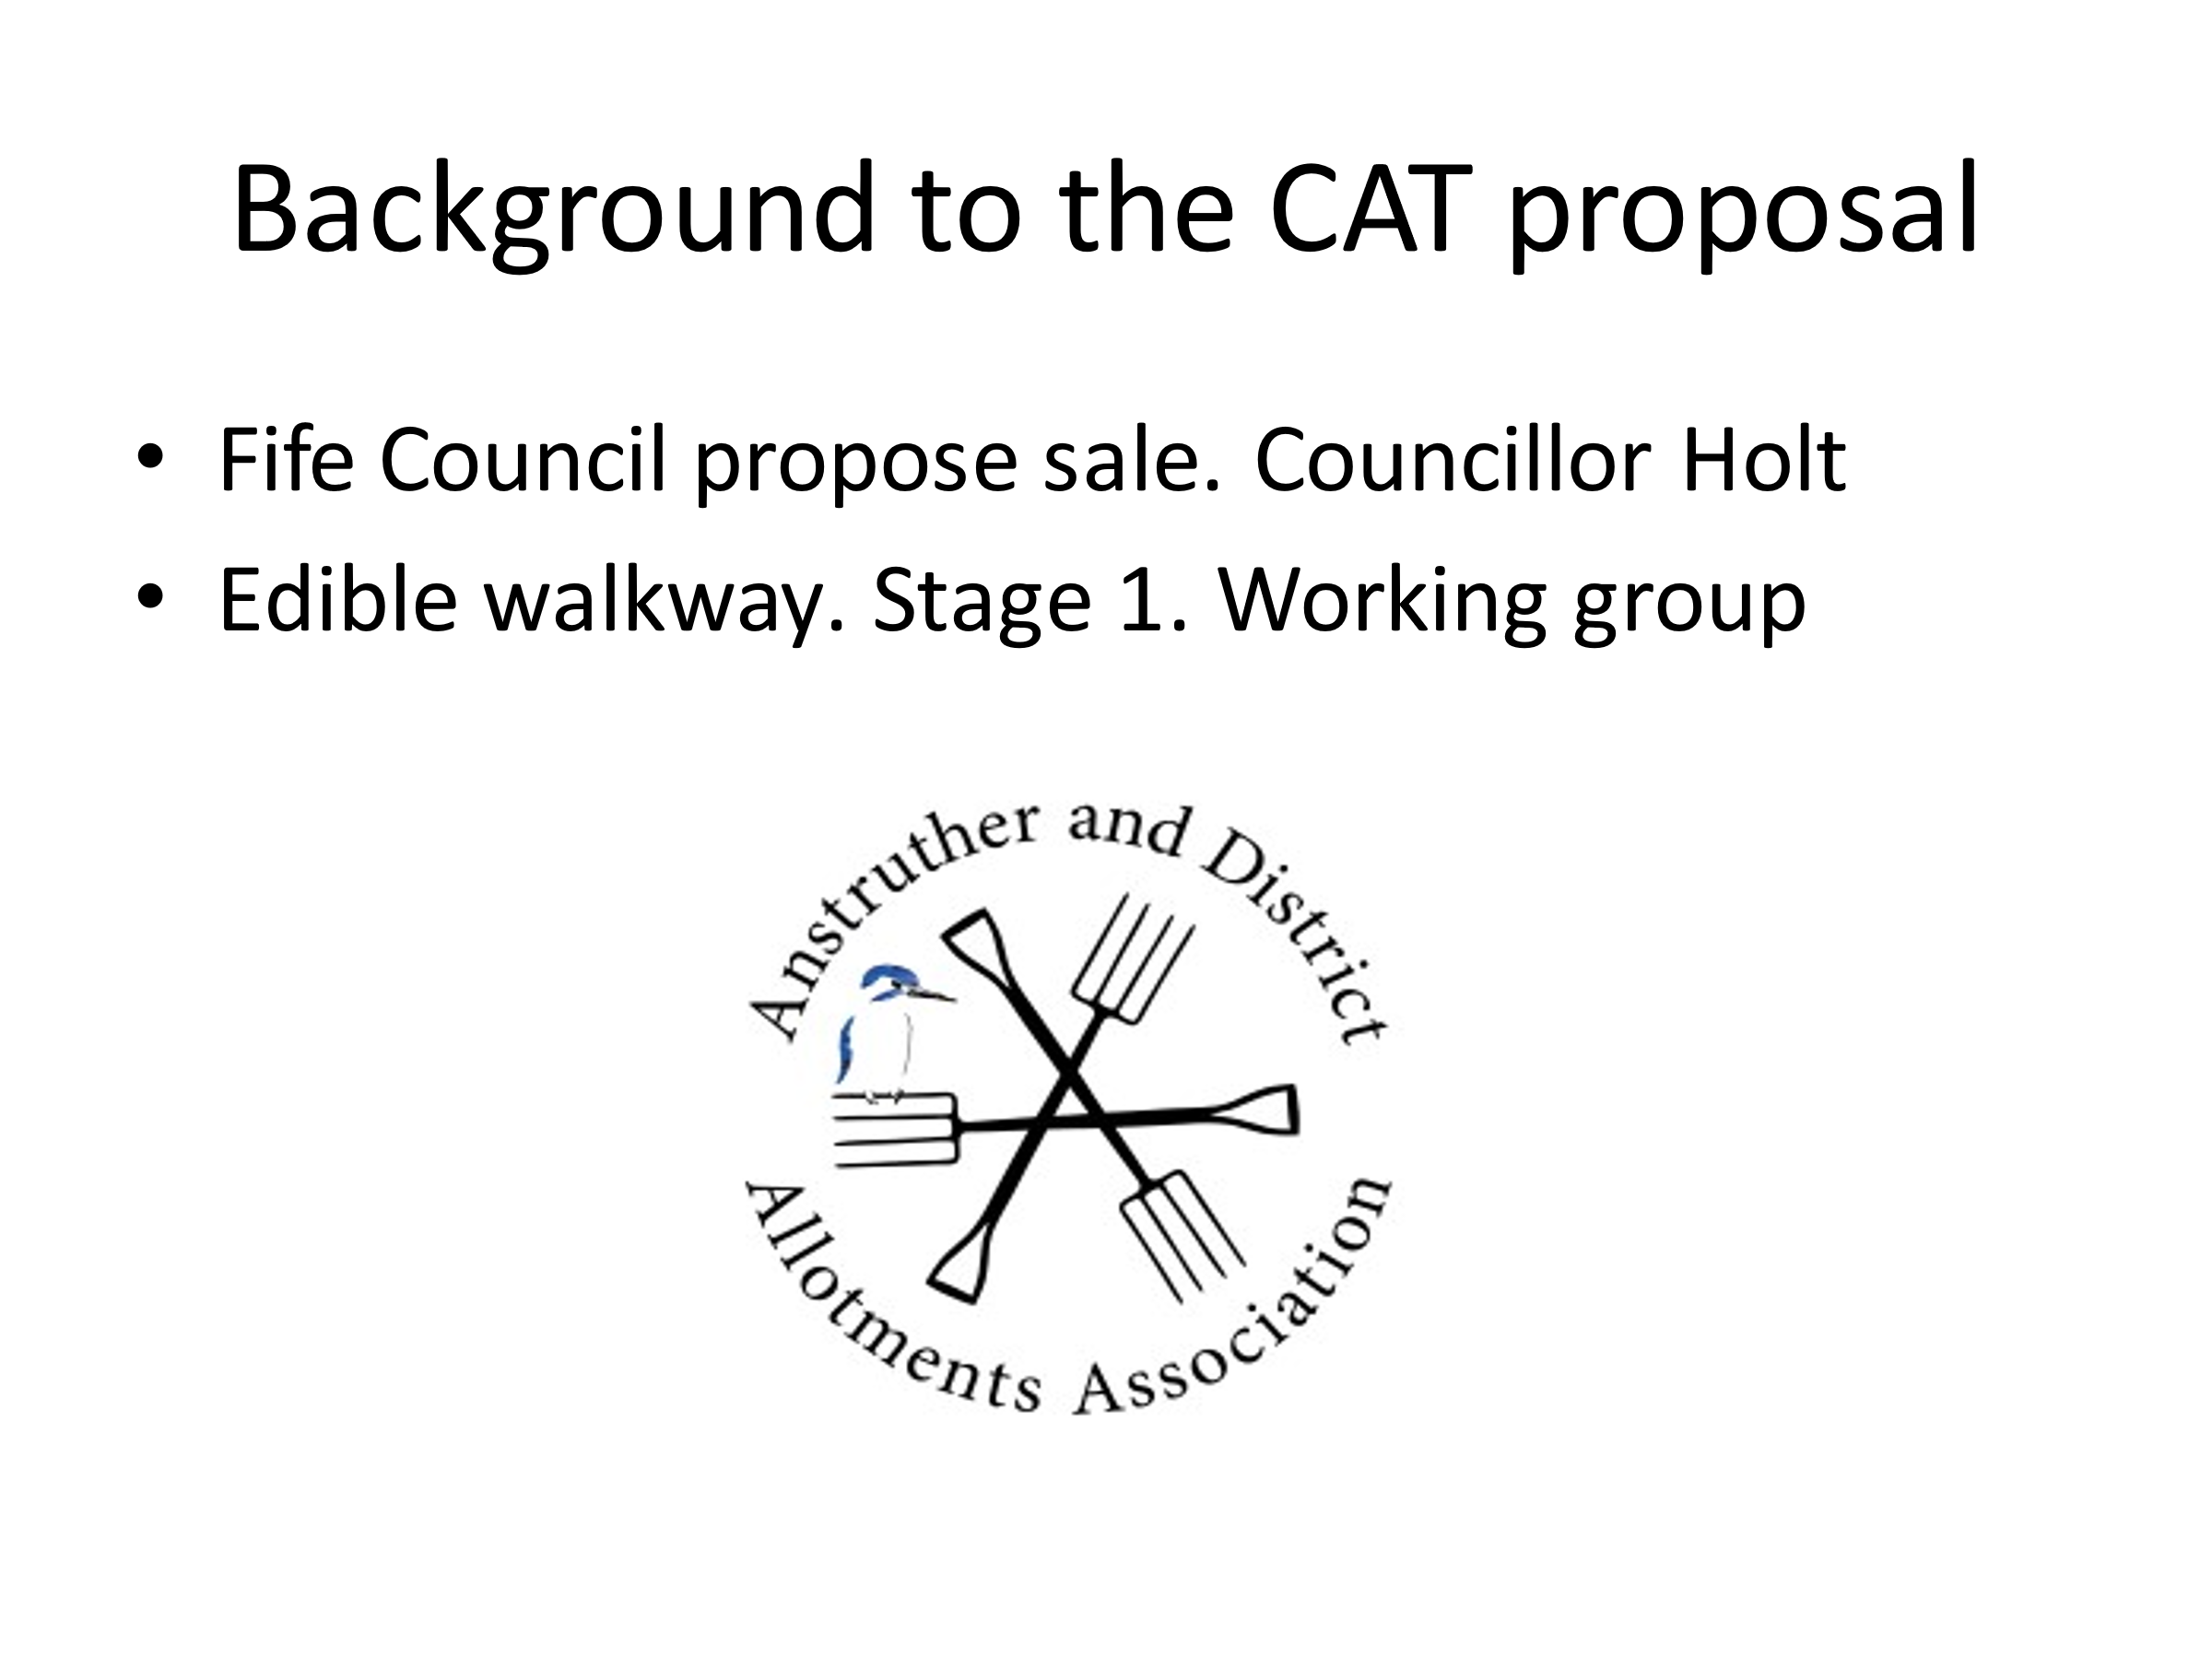 Background to the CAT proposal
• Fife Council propose sale. Councillor Holt
• Edible walkway. Stage 1. Working group
Anstruther and District
Allotments Association